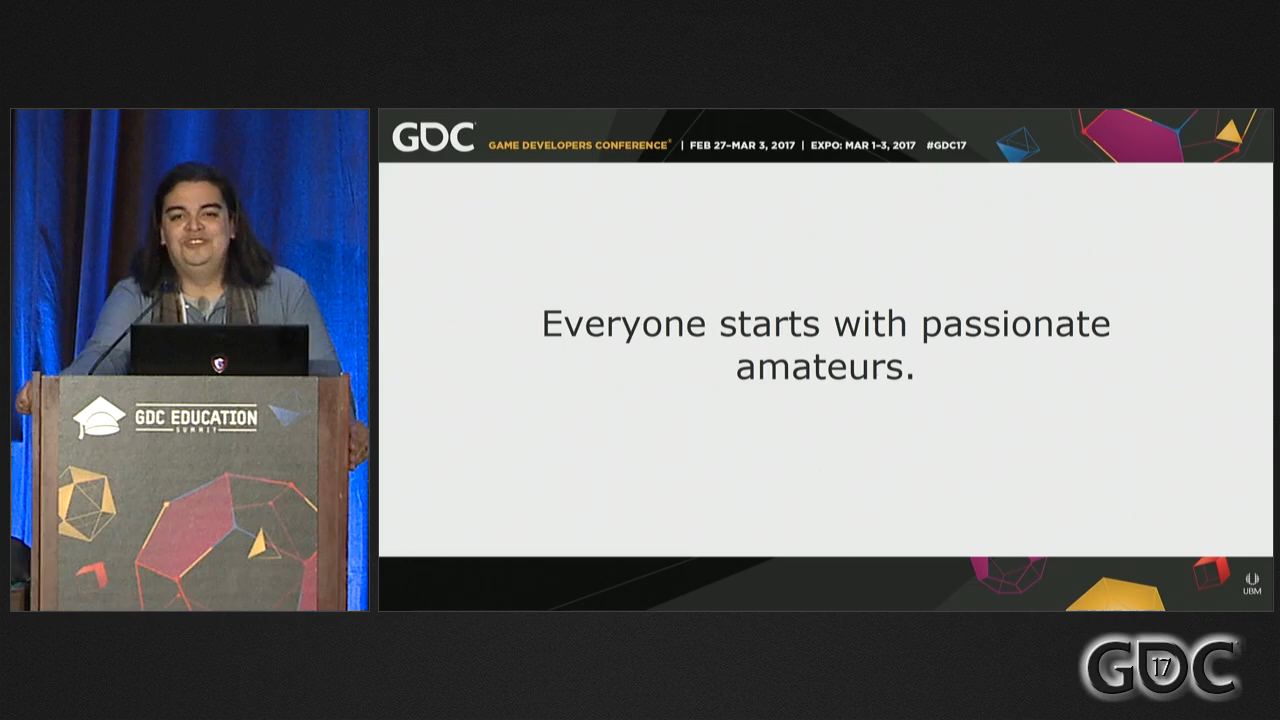 GDC
GAME DEVELOPERS CONFERENCE® | FEB 27–MAR 3, 2017 | EXPO: MAR 1–3, 2017 #GDC17
Everyone starts with passionate
amateurs.
GDC EDUCATION
SUMMIT
UBM
GDC
17